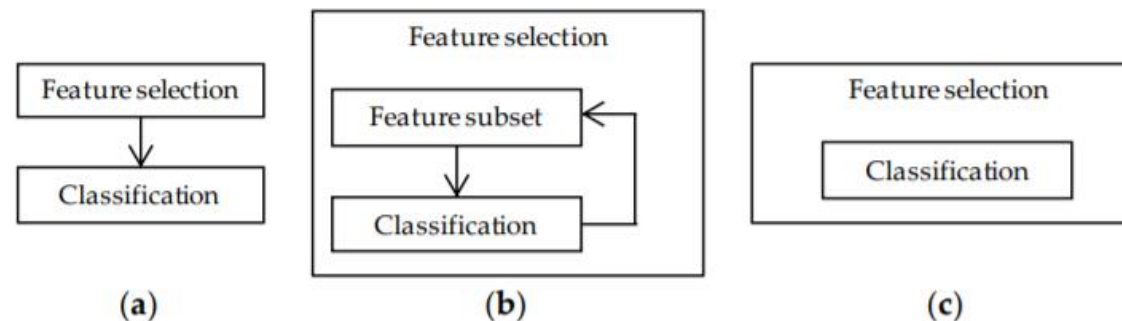 Feature selection
Classification
(a)
Feature selection
Feature subset
Classification
(b)
Feature selection
Classification
(c)